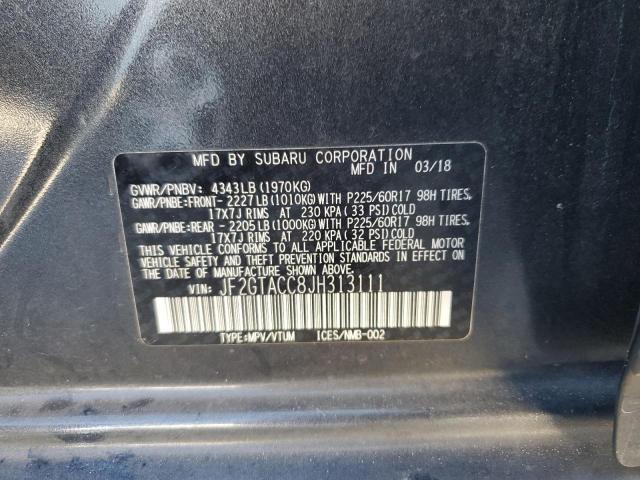 MFD BY SUBARU CORPORATION
MFD IN 03/18
GVWR/PNBV: 4343LB(1970KG)
GAWR/PNBE:FRONT- 2227LB(1010KG)WITH P225/60R17 98H TIRES,
17X7J RIMS AT 230 KPA(33 PSI)COLD
GAWR/PNBE:REAR - 2205LB(1000KG)WITH P225/60R17 98H TIRES,
17X7J RIMS AT 220 KPA(32 PSI)COLD
THIS VEHICLE CONFORMS TO ALL APPLICABLE FEDERAL MOTOR
VEHICLE SAFETY STANDARDS IN EFFECT ON THE DATE OF
MANUFACTURE SHOWN ABOVE.
VIN: JF2GTACC8JH313111
TYPE:MPV/VTUM ICES/NMB-002